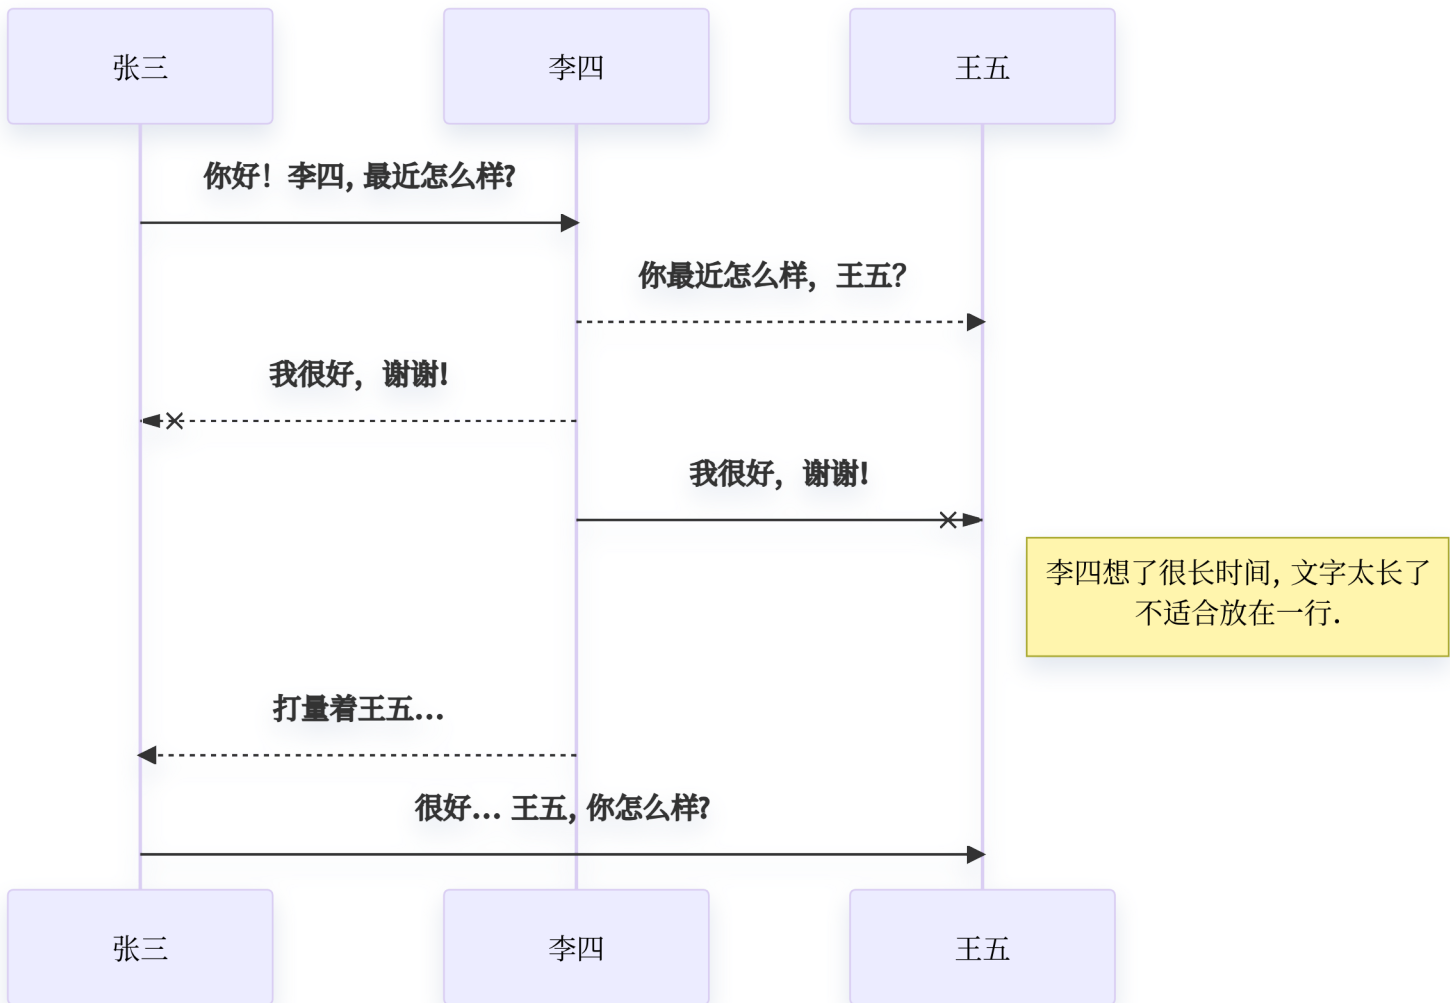 张三
李四
王五
你好！李四, 最近怎么样?
你最近怎么样，王五？
我很好，谢谢!
我很好，谢谢!
李四想了很长时间, 文字太长了
不适合放在一行.
打量着王五...
很好... 王五, 你怎么样?
张三
李四
王五